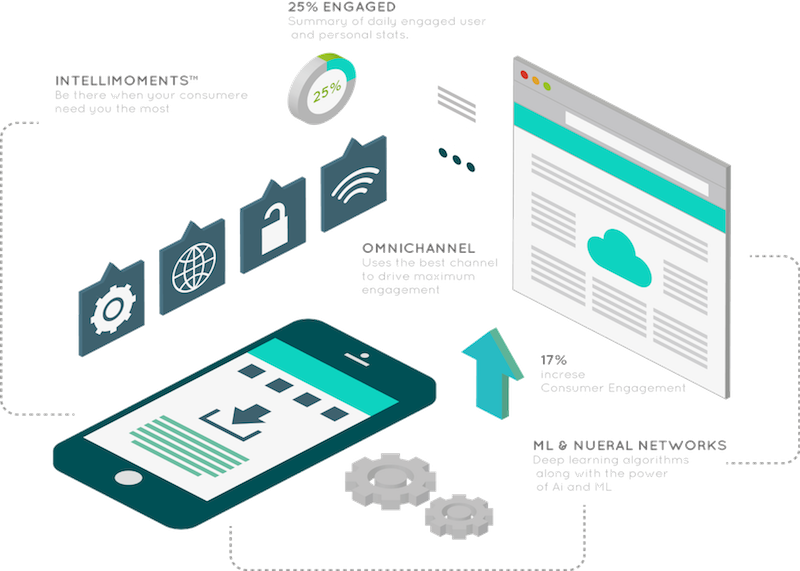 25% ENGAGED
Summary of daily engaged user
and personal stats.
25%
INTELLIMOMENTS™
Be there when your consumere
need you the most
OMNICHANNEL
Uses the best channel
to drive maximum
engagement
17%
increse
Consumer Engagement
ML & NUERAL NETWORKS
Deep learning algorithms
along with the power
of Ai and ML